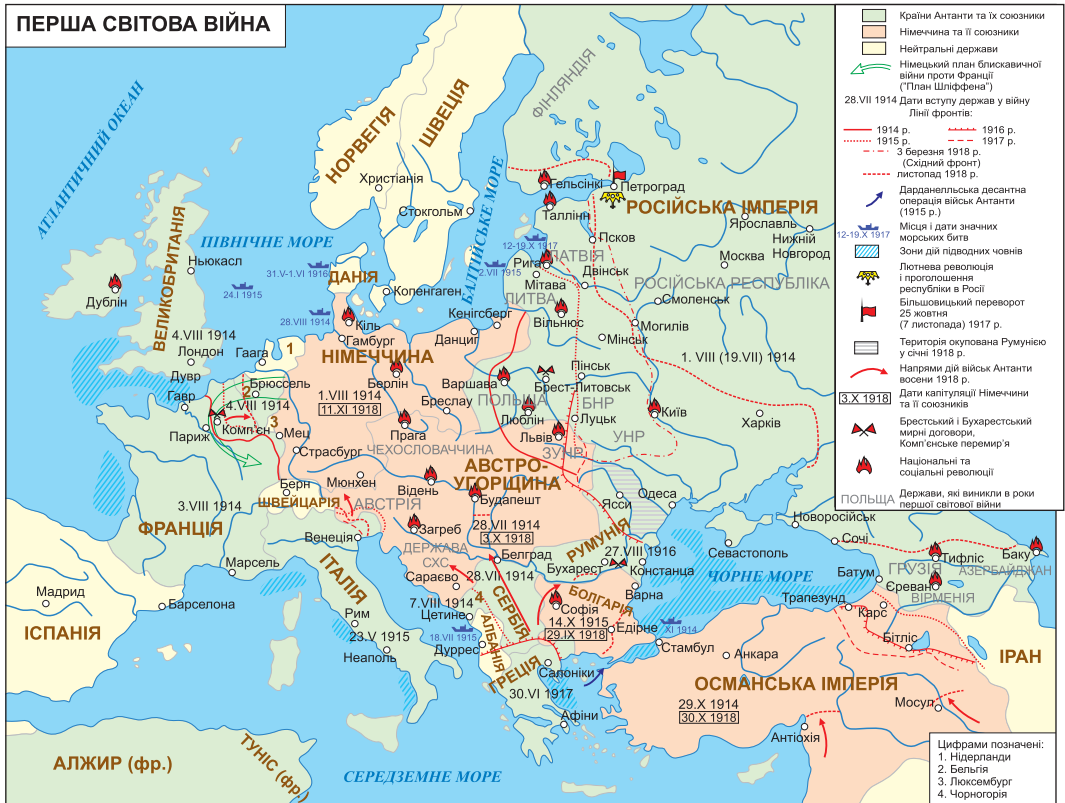 ПЕРША СВІТОВА ВІЙНА
Країни Антанти та їх союзники
Німеччина та її союзники
Нейтральні держави
Німецький план блискавичної
війни проти Франції
("План Шліффена")
28.VII 1914 Дати вступу держав у війну
Лінії фронтів:
1914 р.
1916 р.
1915 р.
1917 р.
З березня 1918 р.
(Східний фронт)
листопад 1918 р.
Дарданелльська десантна
операція військ Антанти
(1915 р.)
12-19.X 1917
Місця і дати значних
морських битв
Зони дій підводних човнів
Лютнева революція
і проголошення
республіки в Росії
Більшовицький переворот
25 жовтня
(7 листопада) 1917 р.
Територія окупована Румунією
у січні 1918 р.
Напрями дій військ Антанти
восени 1918 р.
3.X 1918
Дати капітуляції Німеччини
та її союзників
Брестський і Бухарестський
мирні договори,
Комп’єнське перемир’я
Національні та
соціальні революції
ПОЛЬЩА
Держави, які виникли в роки
першої світової війни
АТЛАНТИЧНИЙ ОКЕАН
НОРВЕГІЯ
ШВЕЦІЯ
ФІНЛЯНДІЯ
Христіанія
Стокгольм
БАЛТІЙСЬКЕ МОРЕ
Гельсінкі
Петроград
Таллінн
РОСІЙСЬКА ІМПЕРІЯ
Ярославль
Псков
Нижній
Новгород
Москва
ПІВНІЧНЕ МОРЕ
ВЕЛИКОБРИТАНІЯ
Ньюкасл
31.V-1.VI 1916
ДАНІЯ
12-19.X 1917
2.VII 1915
Рига
ЛАТВІЯ
Двінськ
Мітава
РОСІЙСЬКА РЕСПУБЛІКА
Смоленськ
Дублін
24.I 1915
Копенгаген
ЛИТВА
28.VIII 1914
Кіль
Гамбург
Кенігсберг
Данциг
Вільнюс
Могилів
Мінськ
4.VIII 1914
Лондон
Дувр
Гаага
1
НІМЕЧЧИНА
Берлін
1.VIII 1914
11.XI 1918
Бреслау
Варшава
Пінськ
Брест-Литовськ
1. VIII (19.VII) 1914
ПОЛЬЩА
БНР
Люблін
Луцьк
Київ
Харків
УНР
Гавр
Брюссель
2
4.VIII 1914
3
Комп’єн
Париж
Мец
Страсбург
Прага
ЧЕХОСЛОВАЧЧИНА
Львів
ЗУНР
АВСТРО-
УГОРЩИНА
Мюнхен
Відень
Берн
ШВЕЙЦАРІЯ
АВСТРІЯ
Будапешт
28.VII 1914
3.X 1918
Ясси
Одеса
3.VIII 1914
ФРАНЦІЯ
Венеція
Загреб
ДЕРЖАВА
СХС
Белград
РУМУНІЯ
27.VIII 1916
Бухарест
Констанца
Севастополь
Новоросійськ
Сочі
Тифліс
Баку
ГРУЗІЯ
АЗЕРБАЙДЖАН
Батум
Єреван
ВІРМЕНІЯ
ЧОРНЕ МОРЕ
Марсель
ІТАЛІЯ
Сараєво
28.VII 1914
СЕРБІЯ
7.VIII 1914
4
Цетине
БОЛГАРІЯ
Варна
Софія
14.X 1915
29.IX 1918
Едірне
XI 1914
Трапезунд
Карс
Бітліс
Мадрид
Барселона
ІСПАНІЯ
Рим
23.V 1915
Неаполь
18.VII 1915
Дуррес
АЛБАНІЯ
ГРЕЦІЯ
Салоніки
30.VI 1917
Афіни
Стамбул
Анкара
ОСМАНСЬКА ІМПЕРІЯ
29.X 1914
30.X 1918
Мосул
ІРАН
Антіохія
АЛЖИР (фр.)
ТУНІС (фр.)
СЕРЕДЗЕМНЕ МОРЕ
Цифрами позначені:
1. Нідерланди
2. Бельгія
3. Люксембург
4. Чорногорія